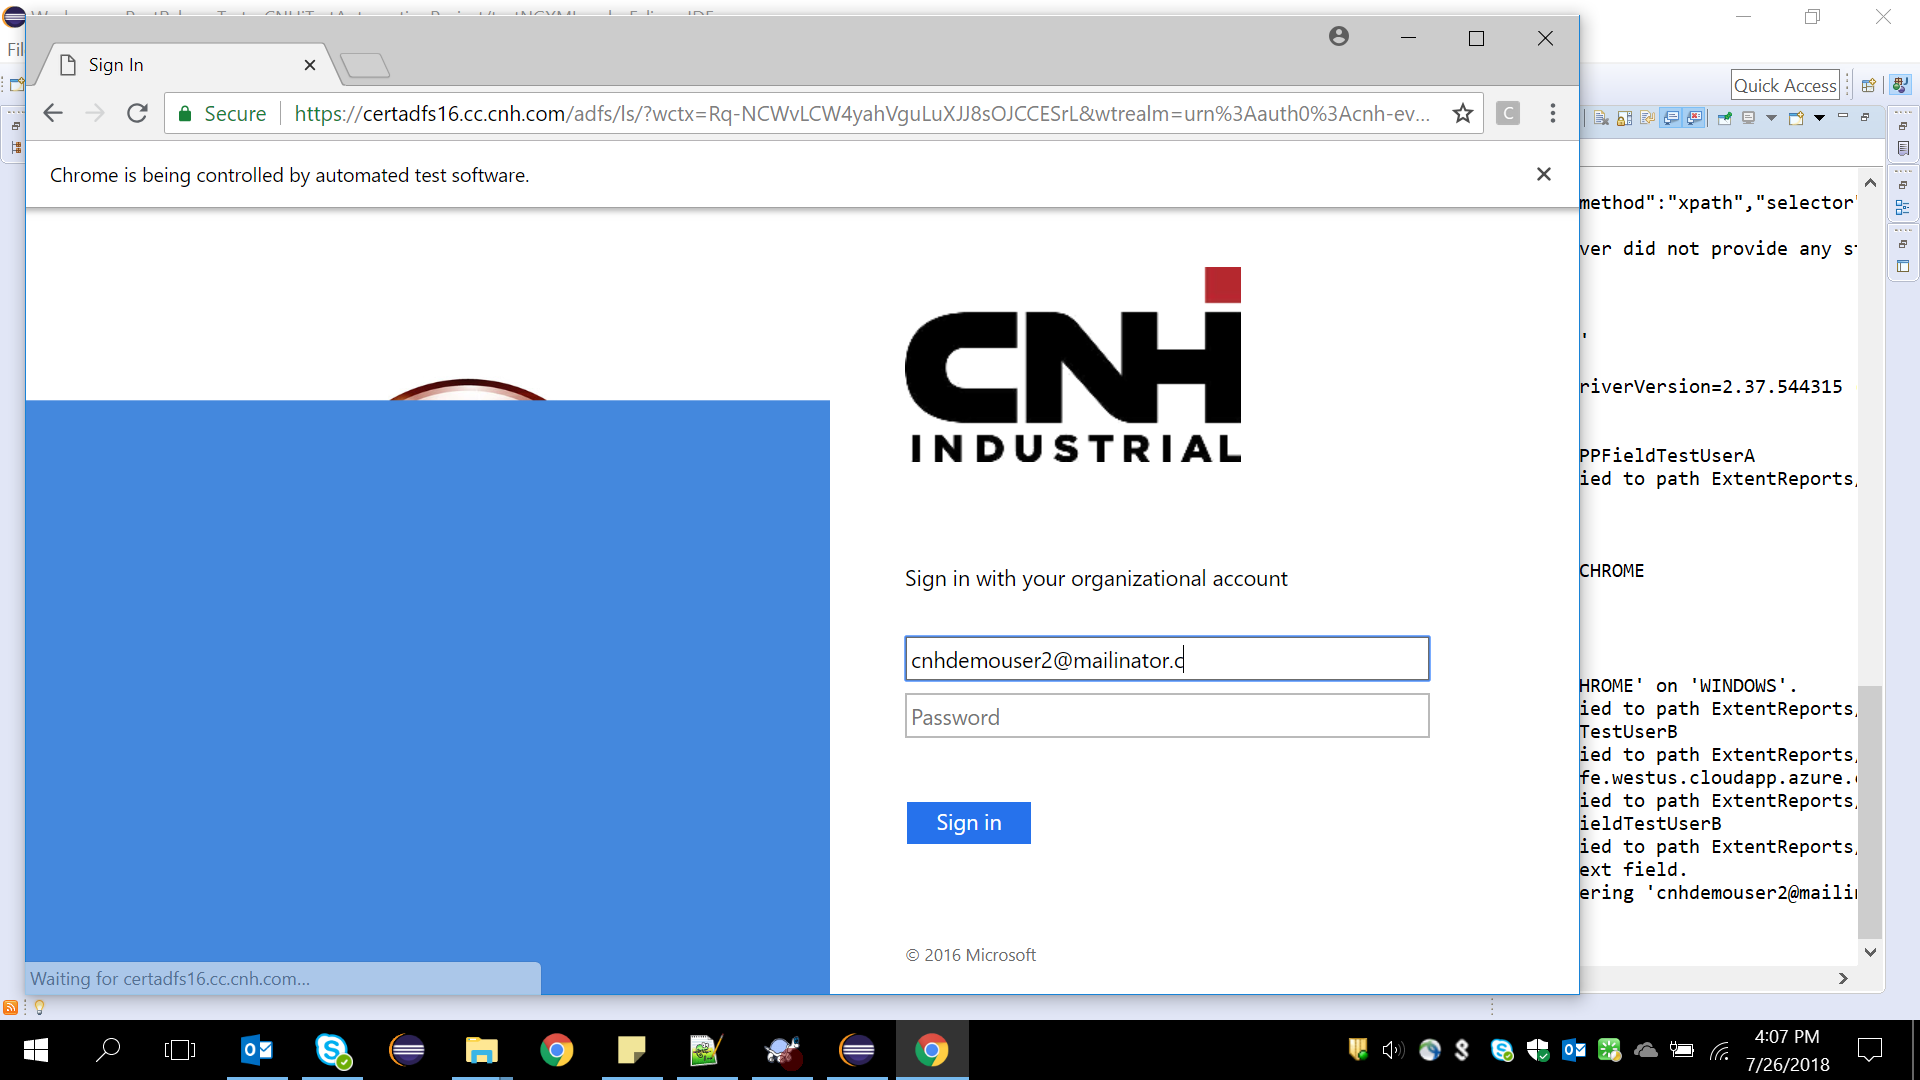 Fil
Sign In
Secure
https://certadfs16.cc.cnh.com/adfs/ls/?wctx=Rq-NCWvLCW4yahVguLuXJJ8sOJCCESrL&wtrealm=urn%3Aauth0%3Acnh-ev...
C
Quick Access
Chrome is being controlled by automated test software.
CNH
INDUSTRIAL
Sign in with your organizational account
cnhdemouser2@mailinator.c
Password
Sign in
© 2016 Microsoft
Waiting for certadfs16.cc.cnh.com...
method":"xpath","selector"
ver did not provide any s
'
riverVersion=2.37.544315
PPFieldTestUserA
ied to path ExtentReports,
CHROME
HROME' on 'WINDOWS'.
ied to path ExtentReports,
TestUserB
ied to path ExtentReports,
fe.westus.cloudapp.azure.
ied to path ExtentReports,
ieldTestUserB
ied to path ExtentReports,
ext field.
ering 'cnhdemouser2@maili
4:07 PM
7/26/2018